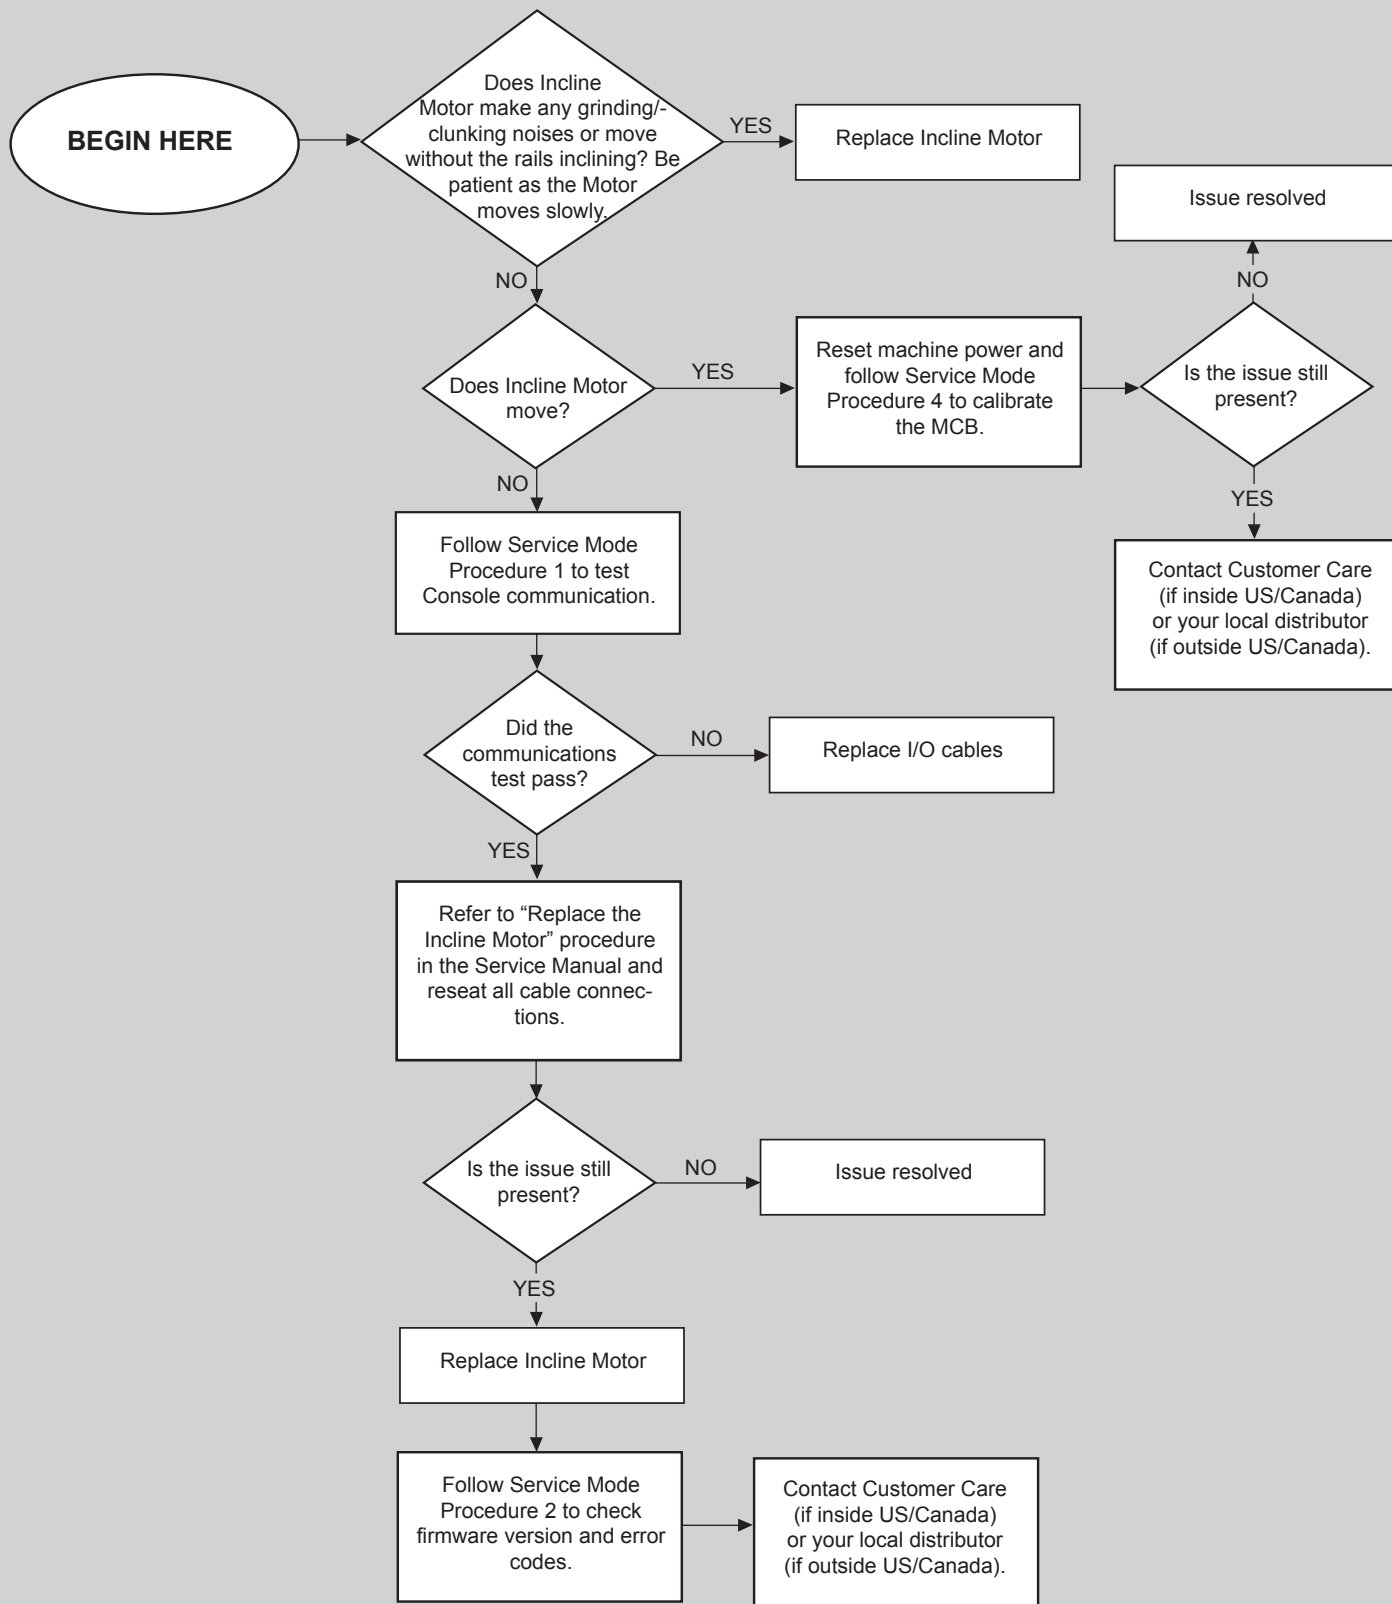 BEGIN HERE
Does Incline
Motor make any grinding/-
clunking noises or move
without the rails inclining? Be
patient as the Motor
moves slowly.
YES
Replace Incline Motor
NO
Does Incline Motor
move?
YES
Reset machine power and
follow Service Mode
Procedure 4 to calibrate
the MCB.
Is the issue still
present?
NO
Issue resolved
YES
Contact Customer Care
(if inside US/Canada)
or your local distributor
(if outside US/Canada).
NO
Follow Service Mode
Procedure 1 to test
Console communication.
Did the
communications
test pass?
NO
Replace I/O cables
YES
Refer to “Replace the
Incline Motor” procedure
in the Service Manual and
reseat all cable connec-
tions.
Is the issue still
present?
NO
Issue resolved
YES
Replace Incline Motor
Follow Service Mode
Procedure 2 to check
firmware version and error
codes.
Contact Customer Care
(if inside US/Canada)
or your local distributor
(if outside US/Canada).